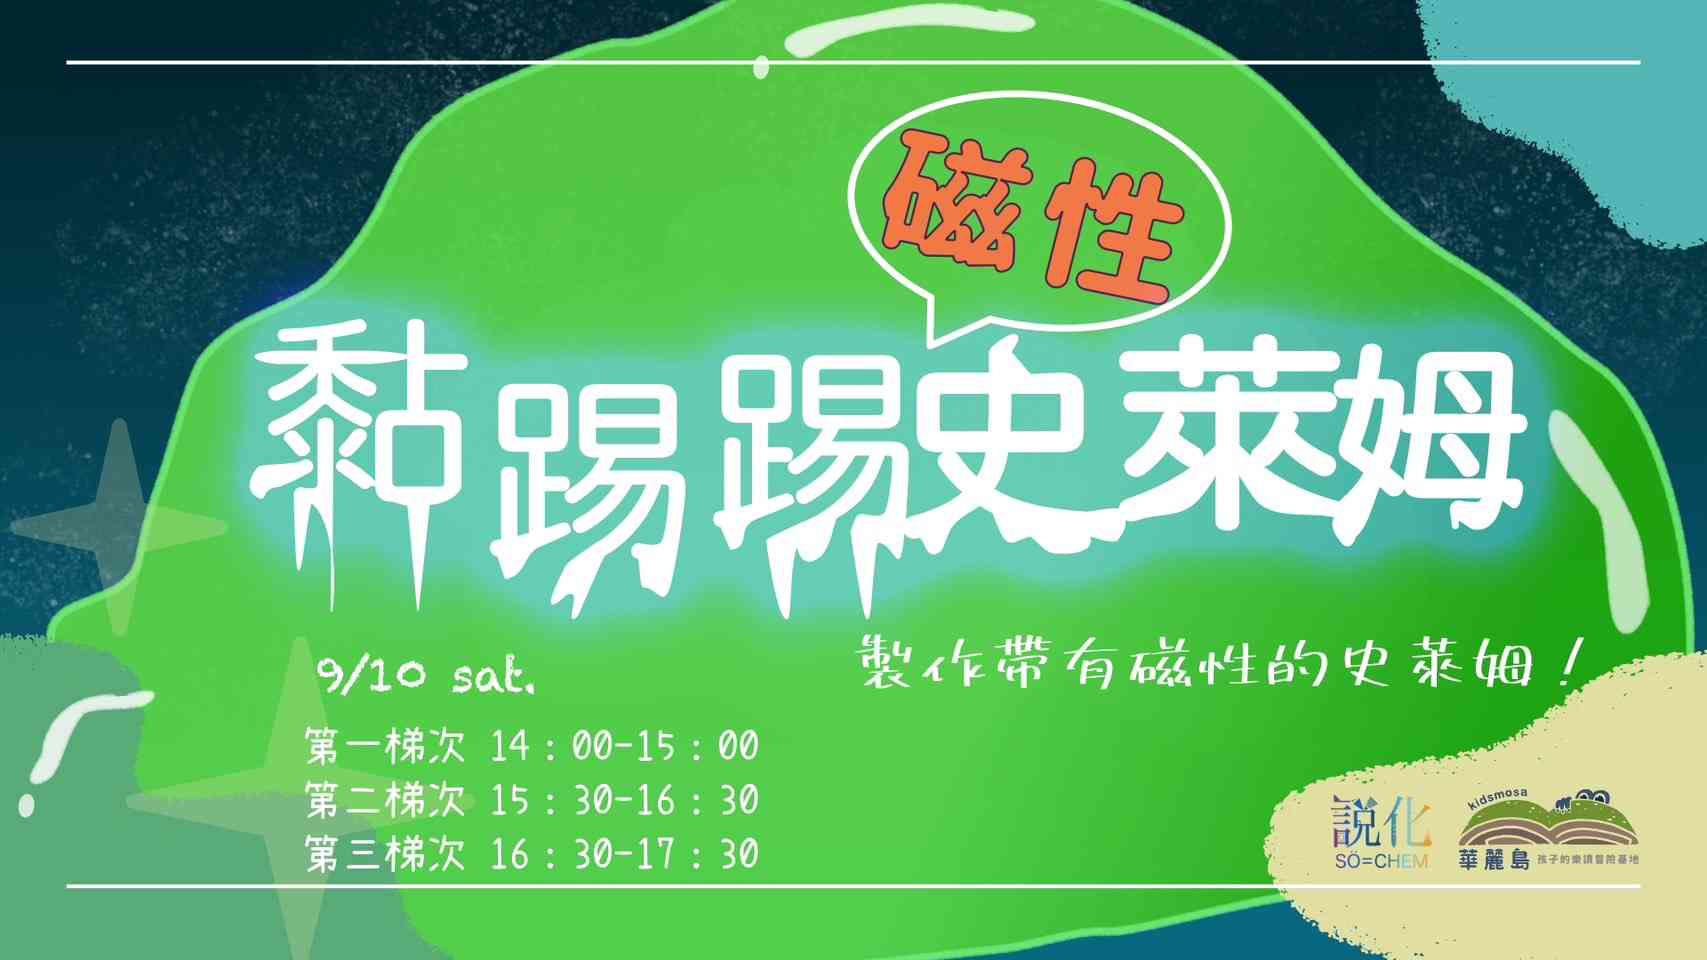 磁性
黏踢踢史萊姆
9/10 sat.
製作帶有磁性的史萊姆！
第一梯次 14：00-15：00
第二梯次 15：30-16：30
第三梯次 16：30-17：30
説化
SÖ=CHEM
kidsmosa
華麗島 孩子的樂讀冒險基地